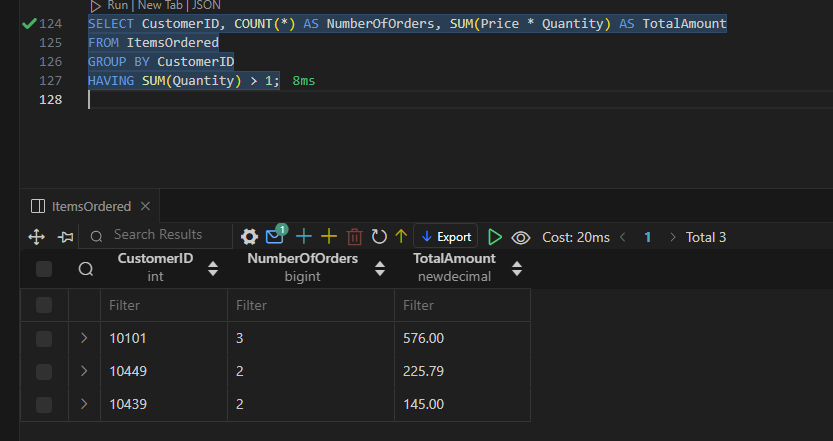 Run | New Tab | JSON
124 SELECT CustomerID, COUNT(*) AS NumberOfOrders, SUM(Price * Quantity) AS TotalAmount
125 FROM ItemsOrdered
126 GROUP BY CustomerID
127 HAVING SUM(Quantity) > 1; 8ms
128
ItemsOrdered
Search Results 1 Export Cost: 20ms < 1 > Total 3
CustomerID NumberOfOrders TotalAmount
int bigint newdecimal
Filter Filter Filter
10101 3 576.00
10449 2 225.79
10439 2 145.00